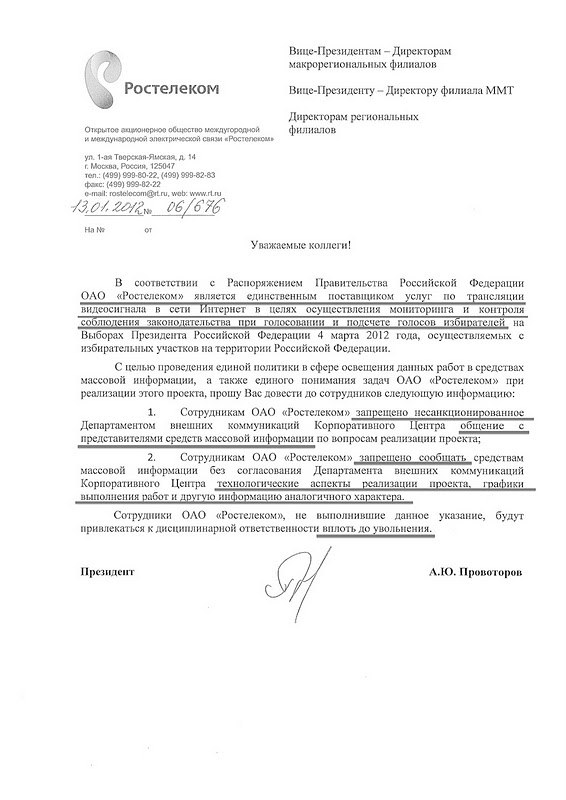 Вице-Президентам – Директорам
макрорегиональных филиалов
Вице-Президенту – Директору филиала ММТ
Директорам региональных
филиалов
Ростелеком
Открытое акционерное общество междугородной
и международной электрической связи «Ростелеком»
ул. 1-ая Тверская-Ямская, д. 14
г. Москва, Россия, 125047
тел.: (499) 999-80-22, (499) 999-82-83
факс: (499) 999-82-22
e-mail: rostelecom@rt.ru, web: www.rt.ru
13.01.2012 № 06/676
На № от
Уважаемые коллеги!
В соответствии с Распоряжением Правительства Российской Федерации
ОАО «Ростелеком» является единственным поставщиком услуг по трансляции
видеосигнала в сети Интернет в целях осуществления мониторинга и контроля
соблюдения законодательства при голосовании и подсчете голосов избирателей на
Выборах Президента Российской Федерации 4 марта 2012 года, осуществляемых с
избирательных участков на территории Российской Федерации.
С целью проведения единой политики в сфере освещения данных работ в средствах
массовой информации, а также единого понимания задач ОАО «Ростелеком» при
реализации этого проекта, прошу Вас довести до сотрудников следующую информацию:
1. Сотрудникам ОАО «Ростелеком» запрещено несанкционированное
Департаментом внешних коммуникаций Корпоративного Центра общение с
представителями средств массовой информации по вопросам реализации проекта;
2. Сотрудникам ОАО «Ростелеком» запрещено сообщать средствам
массовой информации без согласования Департамента внешних коммуникаций
Корпоративного Центра технологические аспекты реализации проекта, графики
выполнения работ и другую информацию аналогичного характера.
Сотрудники ОАО «Ростелеком», не выполнившие данное указание, будут
привлекаться к дисциплинарной ответственности вплоть до увольнения.
Президент А.Ю. Провоторов